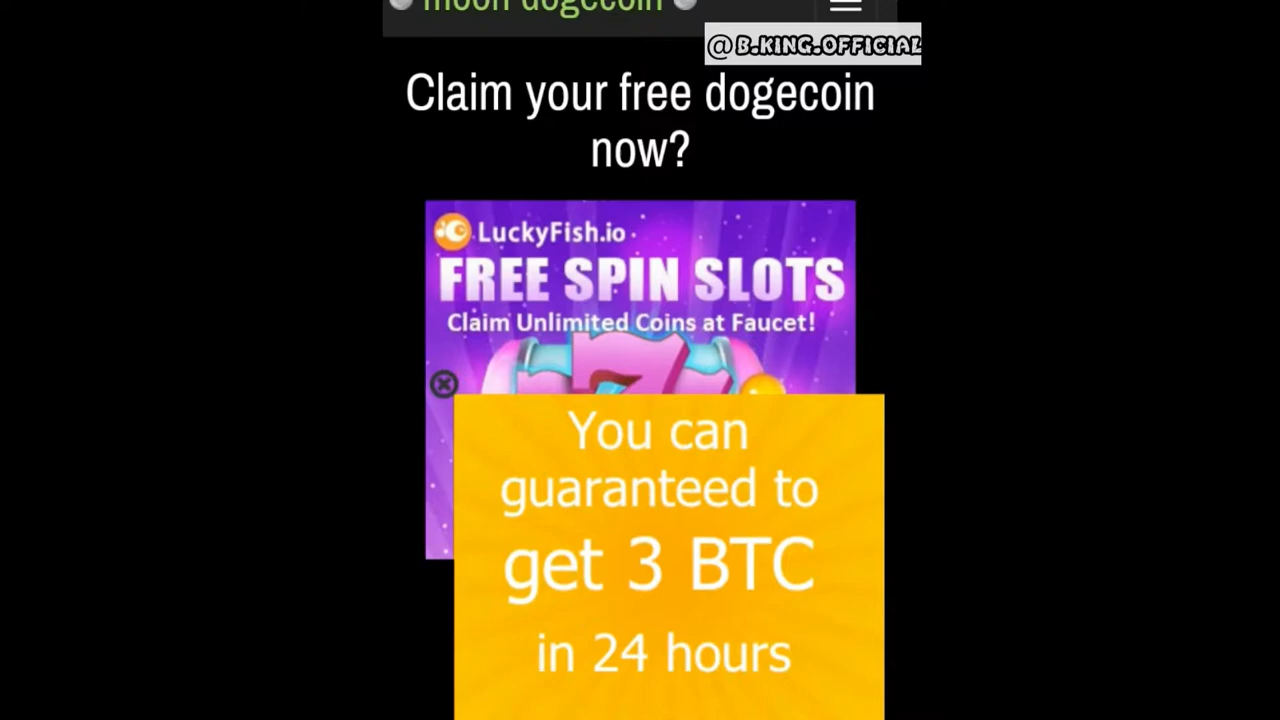 moon dogecoin
@B.KING.OFFICIAL
Claim your free dogecoin
now?
LuckyFish.io
FREE SPIN SLOTS
Claim Unlimited Coins at Faucet!
You can
guaranteed to
get 3 BTC
in 24 hours